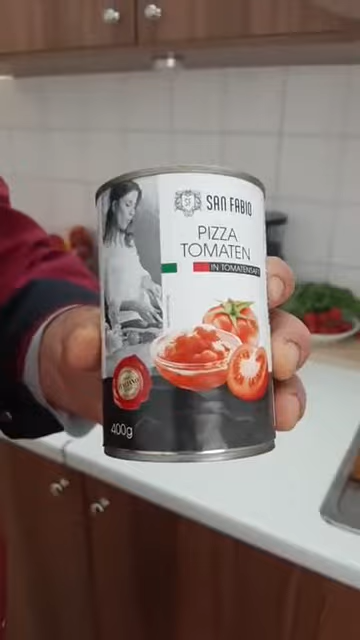 SAN FABIO
PIZZA
TOMATEN
IN TOMATENSAFT
400g